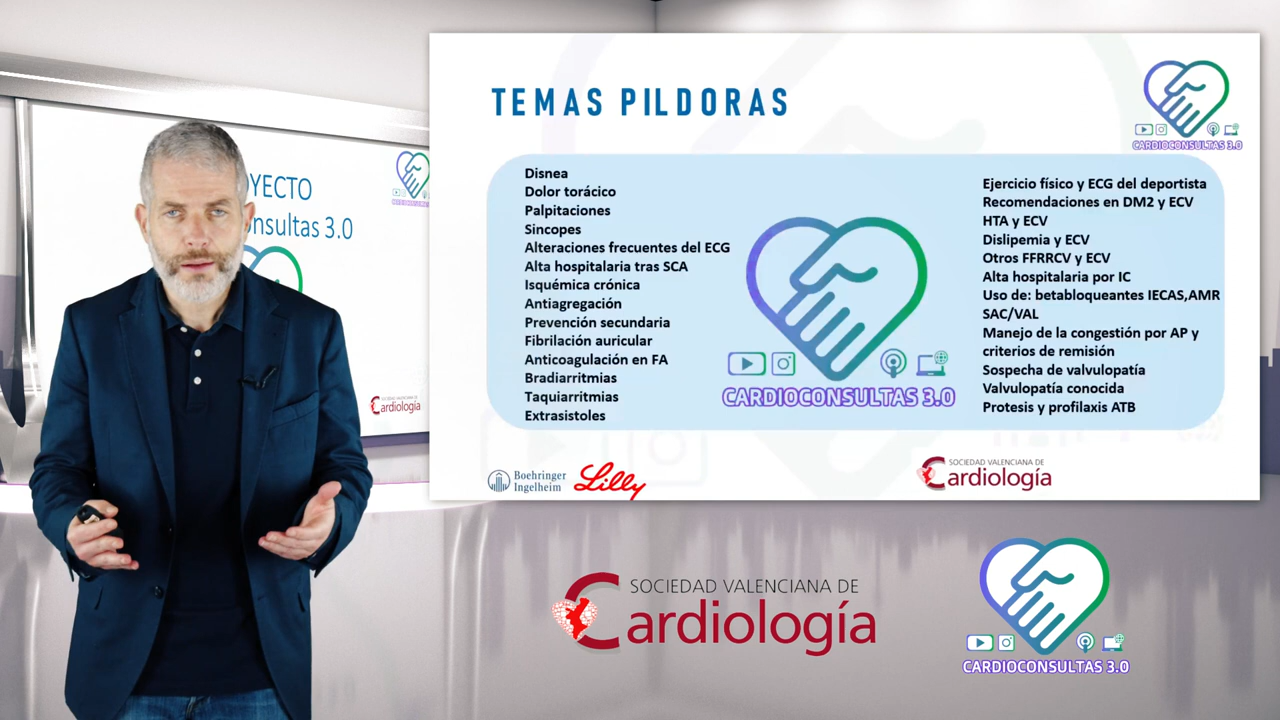 TEMAS PILDORAS
CARDIOCONSULTAS 3.0
Disnea
Dolor torácico
Palpitaciones
Sincopes
Alteraciones frecuentes del ECG
Alta hospitalaria tras SCA
Isquémica crónica
Antiagregación
Prevención secundaria
Fibrilación auricular
Anticoagulación en FA
Bradiarritmias
Taquiarritmias
Extrasistoles
CARDIOCONSULTAS 3.0
Ejercicio físico y ECG del deportista
Recomendaciones en DM2 y ECV
HTA y ECV
Dislipemia y ECV
Otros FFRRCV y ECV
Alta hospitalaria por IC
Uso de: betabloqueantes IECAS,AMR
SAC/VAL
Manejo de la congestión por AP y
criterios de remisión
Sospecha de valvulopatía
Valvulopatía conocida
Protesis y profilaxis ATB
Boehringer
Ingelheim
Lilly
SOCIEDAD VALENCIANA DE
Cardiología
OYECTO
nsultas 3.0
Cardiología
SOCIEDAD VALENCIANA DE
Cardiología
CARDIOCONSULTAS 3.0